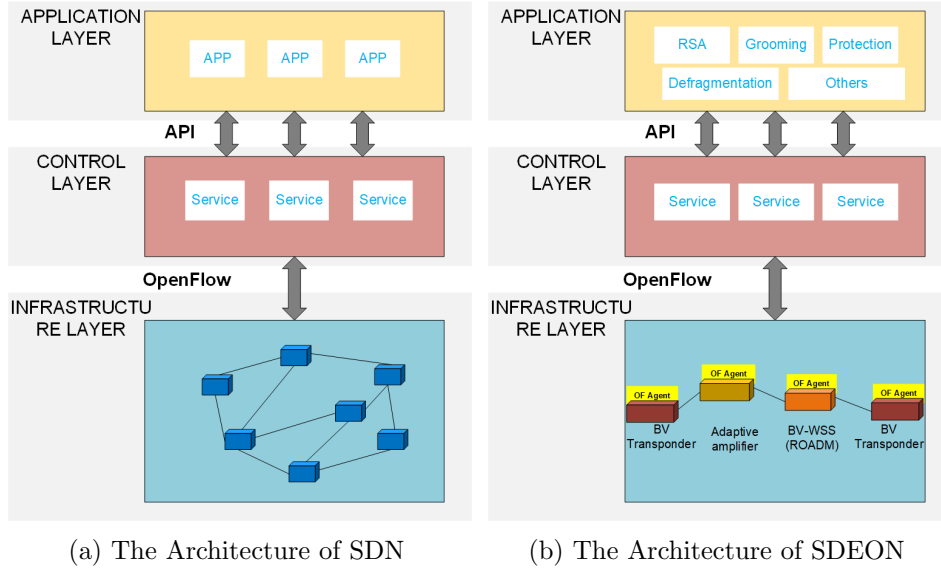 APPLICATION
LAYER
APP APP APP
API
CONTROL
LAYER
Service Service Service
OpenFlow
INFRASTRUCTU
RE LAYER
(a) The Architecture of SDN
APPLICATION
LAYER
RSA Grooming Protection
Defragmentation Others
API
CONTROL
LAYER
Service Service Service
OpenFlow
INFRASTRUCTU
RE LAYER
OF Agent OF Agent OF Agent OF Agent
BV
Transponder
Adaptive
amplifier
BV-WSS
(ROADM)
BV
Transponder
(b) The Architecture of SDEON